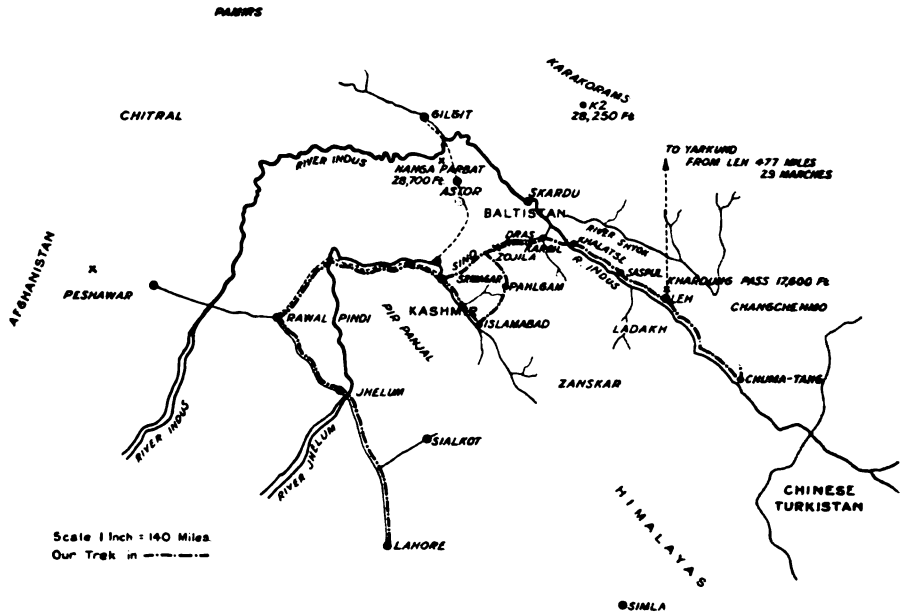 PAMIRS
KARAKORAMS
K2
28,250 Ft
CHITRAL
GILGIT
TO YARKUND
FROM LEH 477 MILES
29 MARCHES
RIVER INDUS
NANGA PARBAT
28,700 Ft.
ASTOR
SKARDU
BALTISTAN
RIVER SHYOK
DRAS
KARGIL
KHALATSE
SIND
ZOJILA
R. INDUS
SASPUL
AFGHANISTAN
PESHAWAR
SRINAGAR
PAHLGAM
KHARDUNG PASS 17,600 Ft
LEH
CHANGCHENMO
KASHMIR
RAWAL PINDI
PIR PANJAL
ISLAMABAD
LADAKH
ZANSKAR
CHUMA-TANG
JHELUM
RIVER INDUS
RIVER JHELUM
SIALKOT
CHINESE
TURKISTAN
HIMALAYAS
Scale 1 Inch = 140 Miles.
Our Trek in
LAHORE
SIMLA